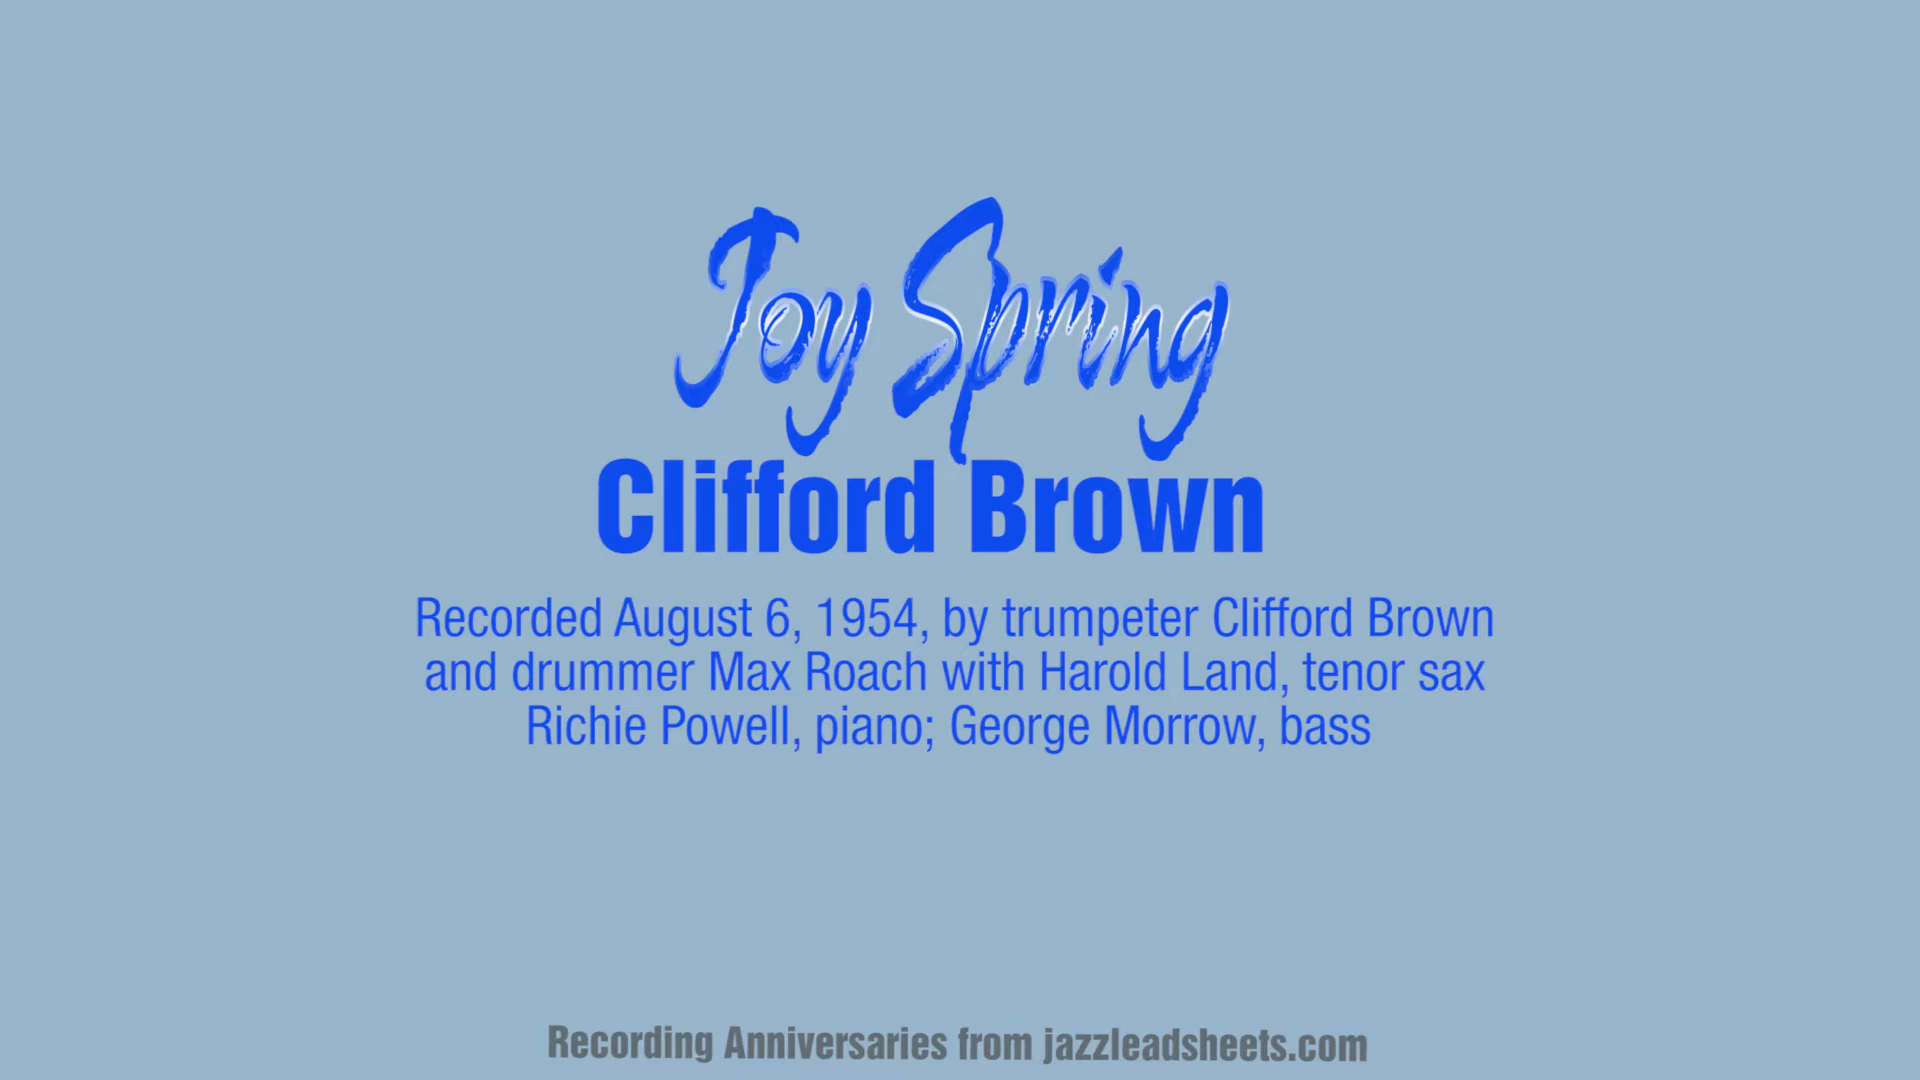 Joy Spring
Clifford Brown
Recorded August 6, 1954, by trumpeter Clifford Brown
and drummer Max Roach with Harold Land, tenor sax
Richie Powell, piano; George Morrow, bass
Recording Anniversaries from jazzleadsheets.com